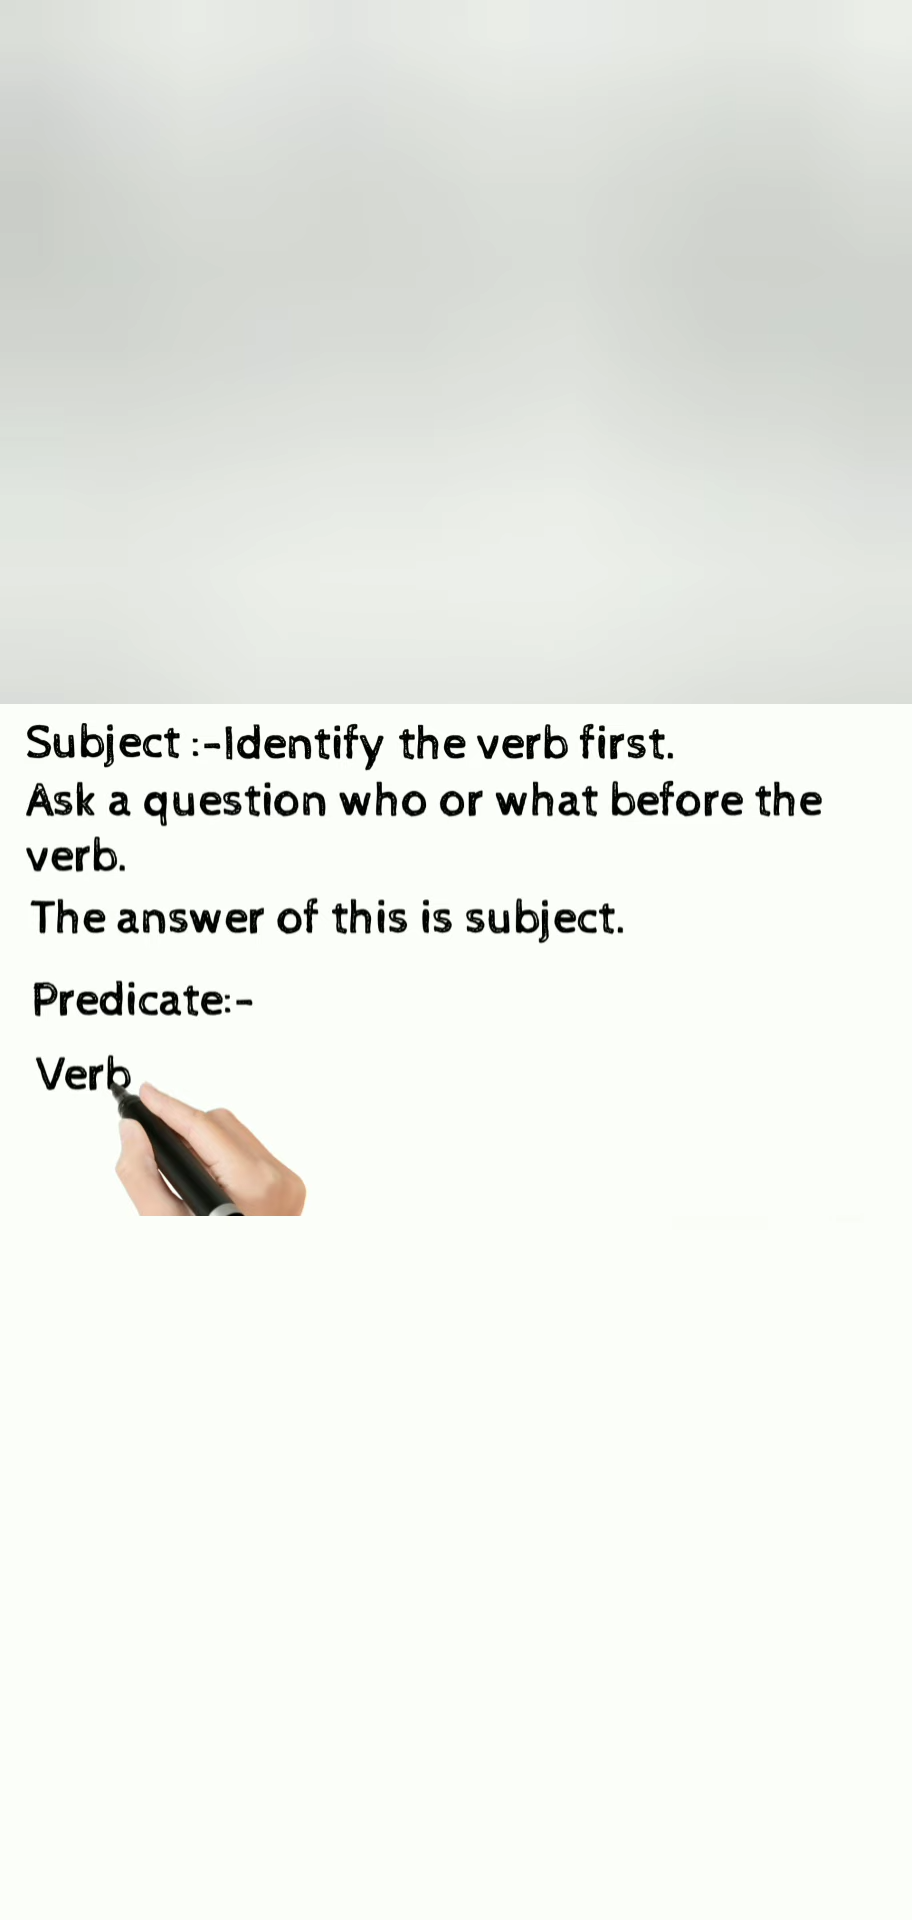 Subject :-Identify the verb first.
Ask a question who or what before the
verb.
The answer of this is subject.
Predicate:-
Verb